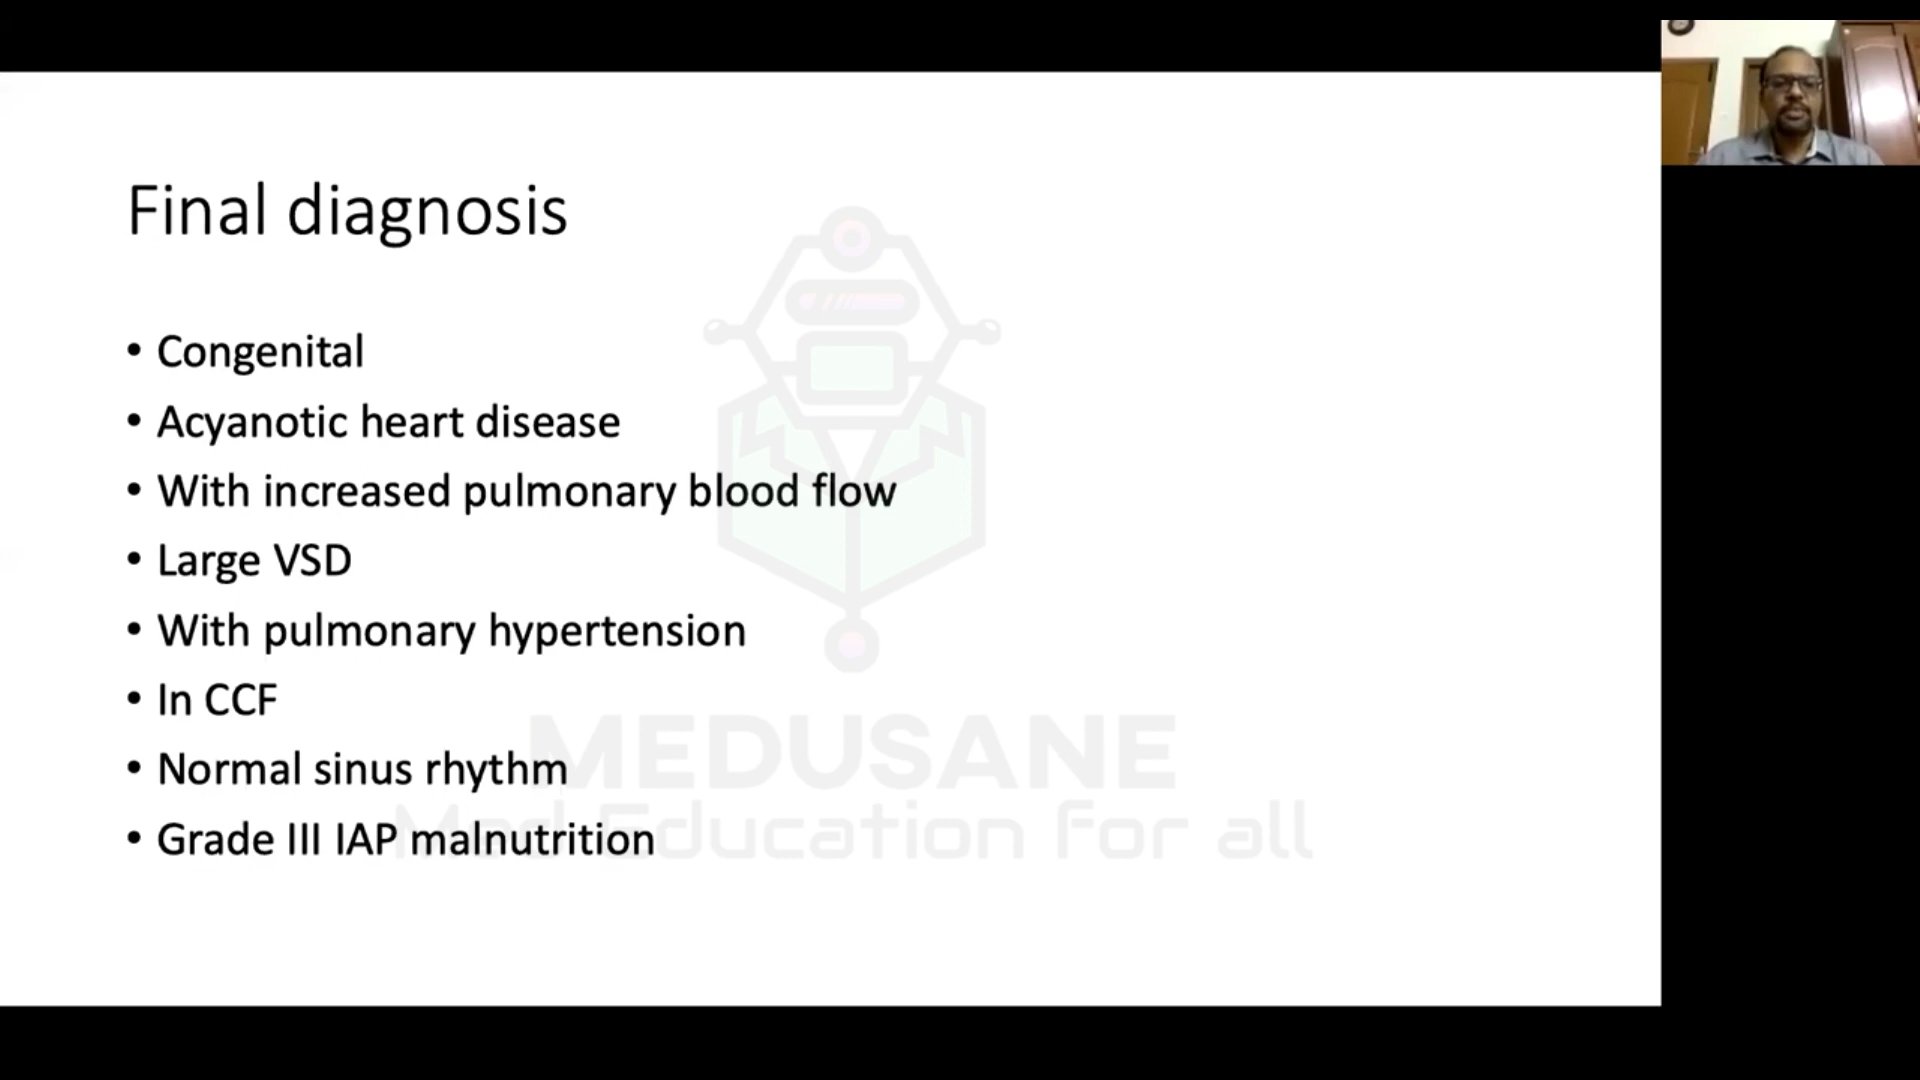 Final diagnosis
• Congenital
• Acyanotic heart disease
• With increased pulmonary blood flow
• Large VSD
• With pulmonary hypertension
• In CCF
• Normal sinus rhythm
• Grade III IAP malnutrition
MEDUSANE
Med Education for all